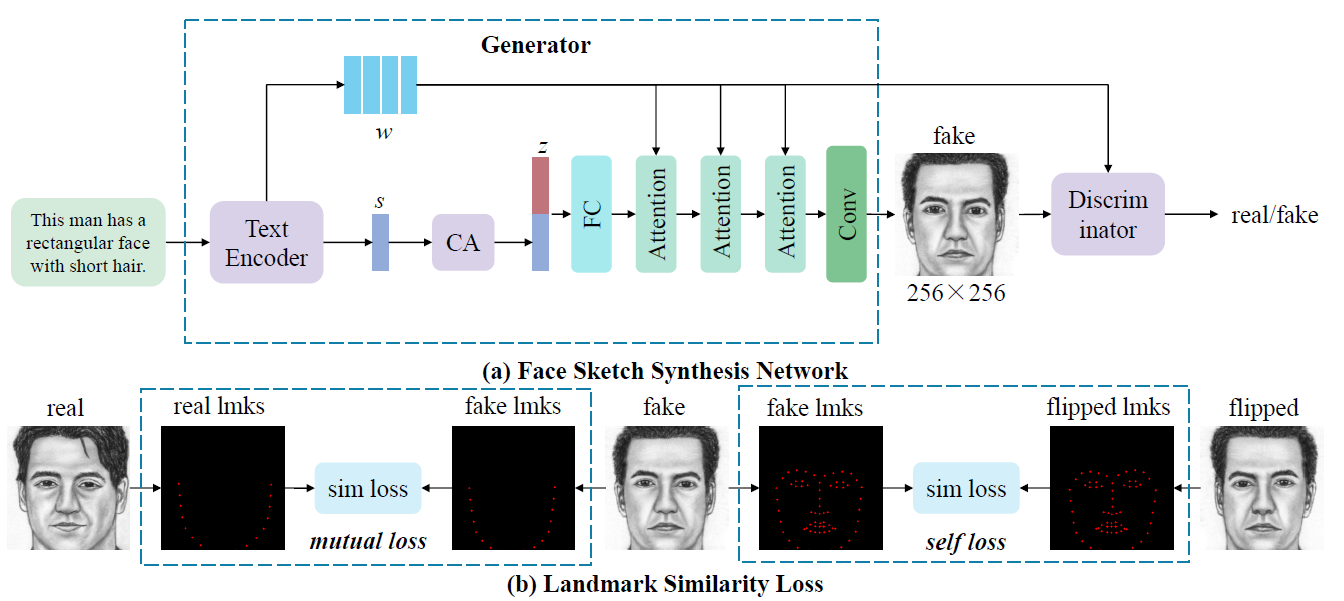 Generator
w
s
z
This man has a
rectangular face
with short hair.
Text
Encoder
CA
FC
Attention
Attention
Attention
Conv
fake
256×256
Discrim
inator
real/fake
(a) Face Sketch Synthesis Network
real
real lmks
fake lmks
fake
fake lmks
flipped lmks
flipped
sim loss
sim loss
mutual loss
self loss
(b) Landmark Similarity Loss